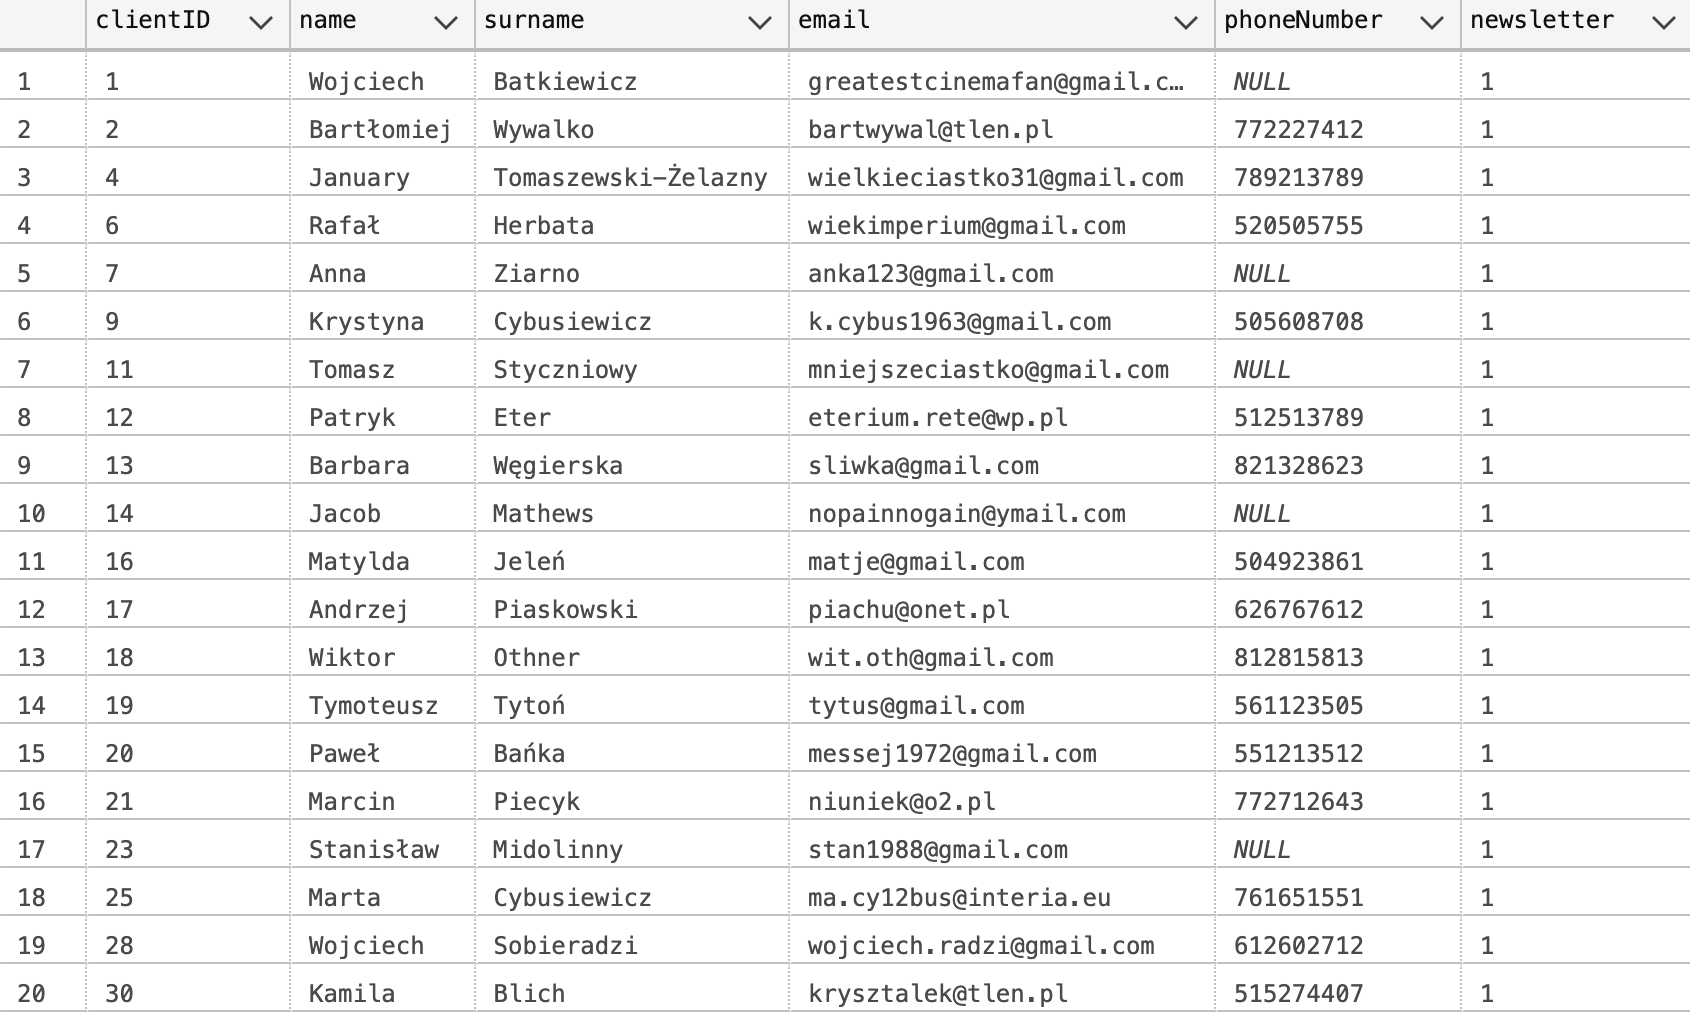 clientID name surname email phoneNumber newsletter
1 1 Wojciech Batkiewicz greatestcinemafan@gmail.c… NULL 1
2 2 Bartłomiej Wywalko bartwywal@tlen.pl 772227412 1
3 4 January Tomaszewski-Żelazny wielkieciastko31@gmail.com 789213789 1
4 6 Rafał Herbata wiekimperium@gmail.com 520505755 1
5 7 Anna Ziarno anka123@gmail.com NULL 1
6 9 Krystyna Cybusiewicz k.cybus1963@gmail.com 505608708 1
7 11 Tomasz Styczniowy mniejszeciastko@gmail.com NULL 1
8 12 Patryk Eter eterium.rete@wp.pl 512513789 1
9 13 Barbara Węgierska sliwka@gmail.com 821328623 1
10 14 Jacob Mathews nopainnogain@ymail.com NULL 1
11 16 Matylda Jeleń matje@gmail.com 504923861 1
12 17 Andrzej Piaskowski piachu@onet.pl 626767612 1
13 18 Wiktor Othner wit.oth@gmail.com 812815813 1
14 19 Tymoteusz Tytoń tytus@gmail.com 561123505 1
15 20 Paweł Bańka messej1972@gmail.com 551213512 1
16 21 Marcin Piecyk niuniek@o2.pl 772712643 1
17 23 Stanisław Midolinny stan1988@gmail.com NULL 1
18 25 Marta Cybusiewicz ma.cy12bus@interia.eu 761651551 1
19 28 Wojciech Sobieradzi wojciech.radzi@gmail.com 612602712 1
20 30 Kamila Blich krysztalek@tlen.pl 515274407 1